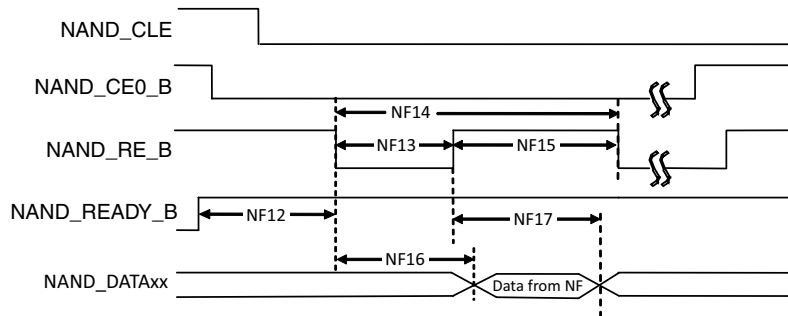 NAND_CLE
NAND_CE0_B
NF14
NAND_RE_B
NF13
NF15
NAND_READY_B
NF12
NF17
NF16
NAND_DATAxx
Data from NF